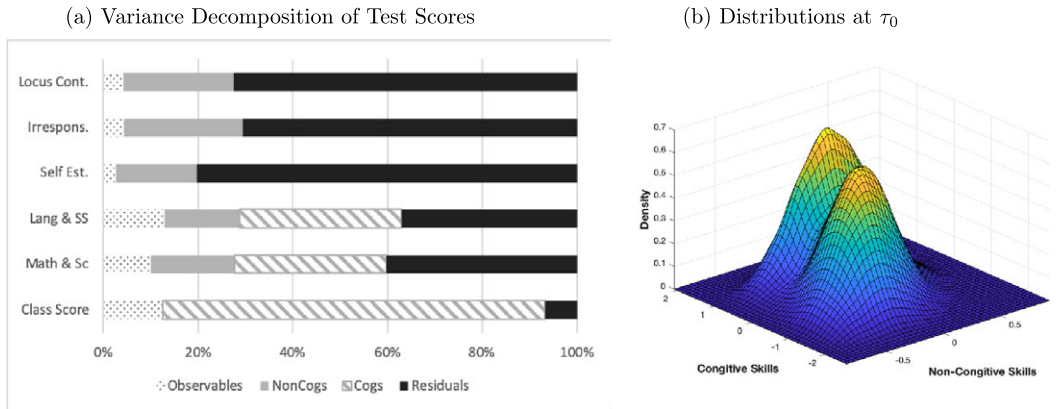 (a) Variance Decomposition of Test Scores
Locus Cont.
Irrespons.
Self Est.
Lang & SS
Math & Sc
Class Score
0% 20% 40% 60% 80% 100%
Observables NonCogs Cogs Residuals
(b) Distributions at τ0
0.7
0.6
0.5
0.4
0.3
0.2
0.1
0
Density
2 1 0 -1 -2
Congitive Skills
-0.5 0 0.5
Non-Congitive Skills